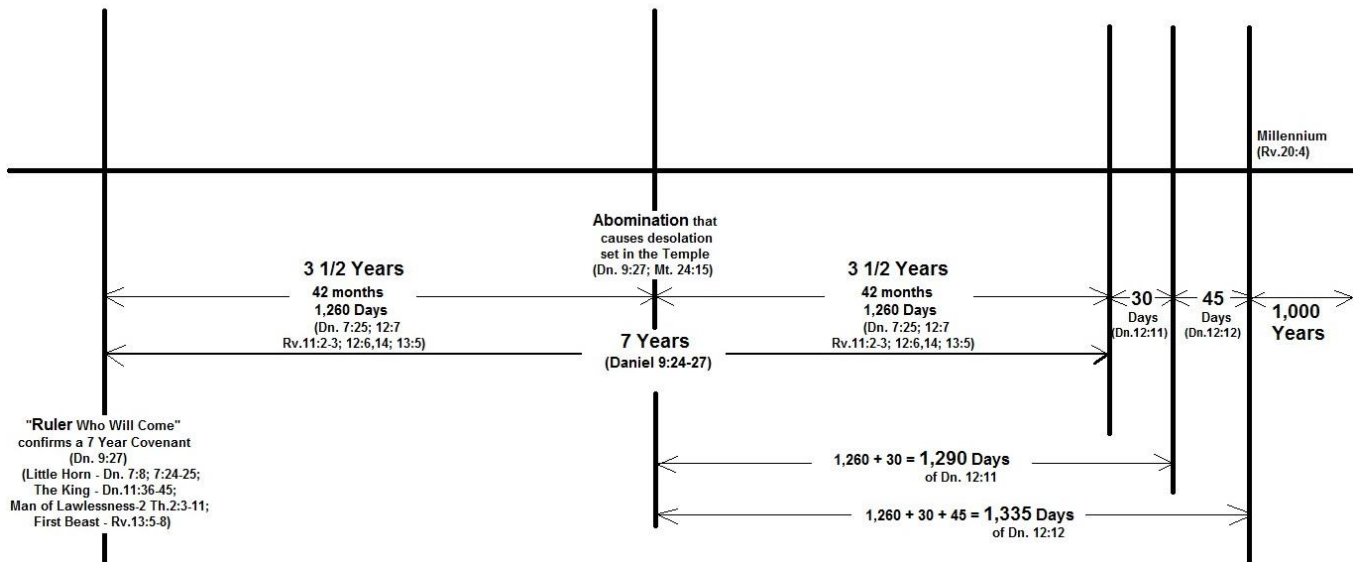 Millennium
(Rv.20:4)
Abomination that
causes desolation
set in the Temple
(Dn. 9:27; Mt. 24:15)
3 1/2 Years
42 months
1,260 Days
(Dn. 7:25; 12:7
Rv.11:2-3; 12:6,14; 13:5)
3 1/2 Years
42 months
1,260 Days
(Dn. 7:25; 12:7
Rv.11:2-3; 12:6,14; 13:5)
30
Days
(Dn.12:11)
45
Days
(Dn.12:12)
1,000
Years
7 Years
(Daniel 9:24-27)
"Ruler Who Will Come"
confirms a 7 Year Covenant
(Dn. 9:27)
(Little Horn - Dn. 7:8; 7:24-25;
The King - Dn.11:36-45;
Man of Lawlessness-2 Th.2:3-11;
First Beast - Rv.13:5-8)
1,260 + 30 = 1,290 Days
of Dn. 12:11
1,260 + 30 + 45 = 1,335 Days
of Dn. 12:12